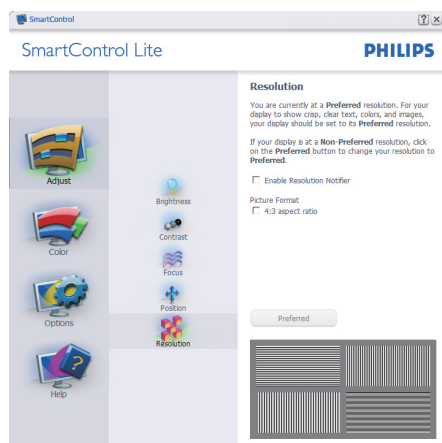 SmartControl
SmartControl Lite
PHILIPS
Adjust
Color
Options
Help
Brightness
Contrast
Focus
Position
Resolution
Resolution
You are currently at a Preferred resolution. For your
display to show crisp, clear text, colors, and images,
your display should be set to its Preferred resolution.
If your display is at a Non-Preferred resolution, click
on the Preferred button to change your resolution to
Preferred.
Enable Resolution Notifier
Picture Format
4:3 aspect ratio
Preferred